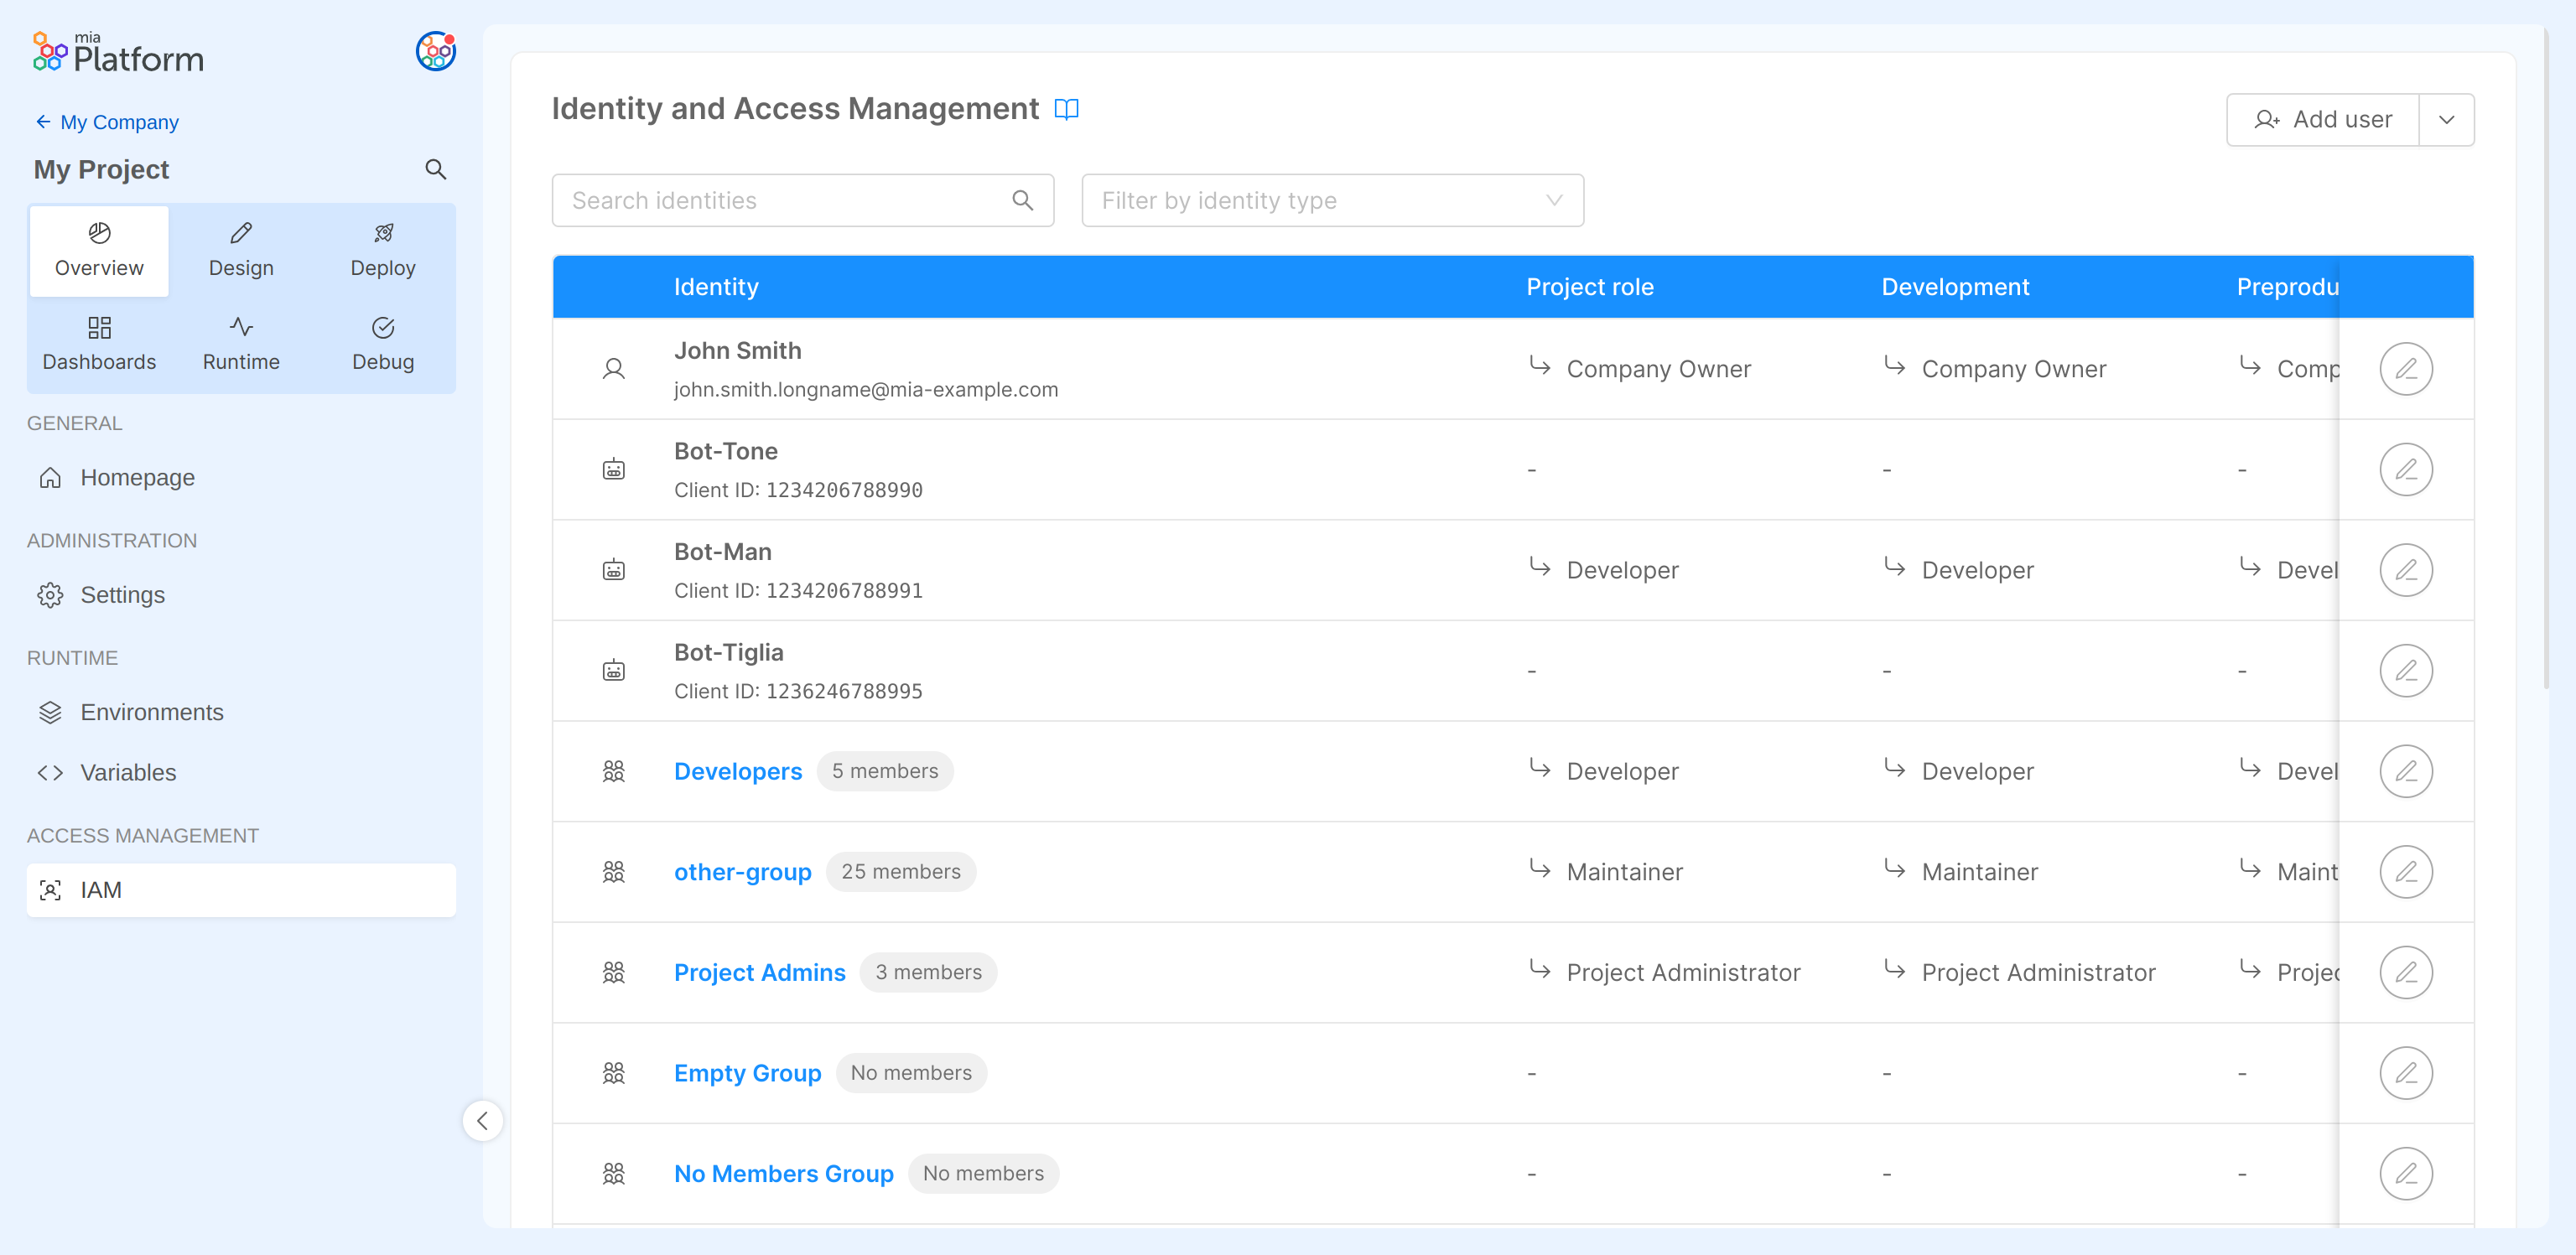 mia
Platform
My Company
My Project
Overview
Design
Deploy
Dashboards
Runtime
Debug
GENERAL
Homepage
ADMINISTRATION
Settings
RUNTIME
Environments
Variables
ACCESS MANAGEMENT
IAM
Identity and Access Management
Add user
Search identities
Filter by identity type
Identity Project role Development Preprodu
John Smith
john.smith.longname@mia-example.com
Company Owner Company Owner Comp
Bot-Tone
Client ID: 1234206788990
- - -
Bot-Man
Client ID: 1234206788991
Developer Developer Devel
Bot-Tiglia
Client ID: 1236246788995
- - -
Developers 5 members Developer Developer Devel
other-group 25 members Maintainer Maintainer Maint
Project Admins 3 members Project Administrator Project Administrator Projec
Empty Group No members - - -
No Members Group No members - - -